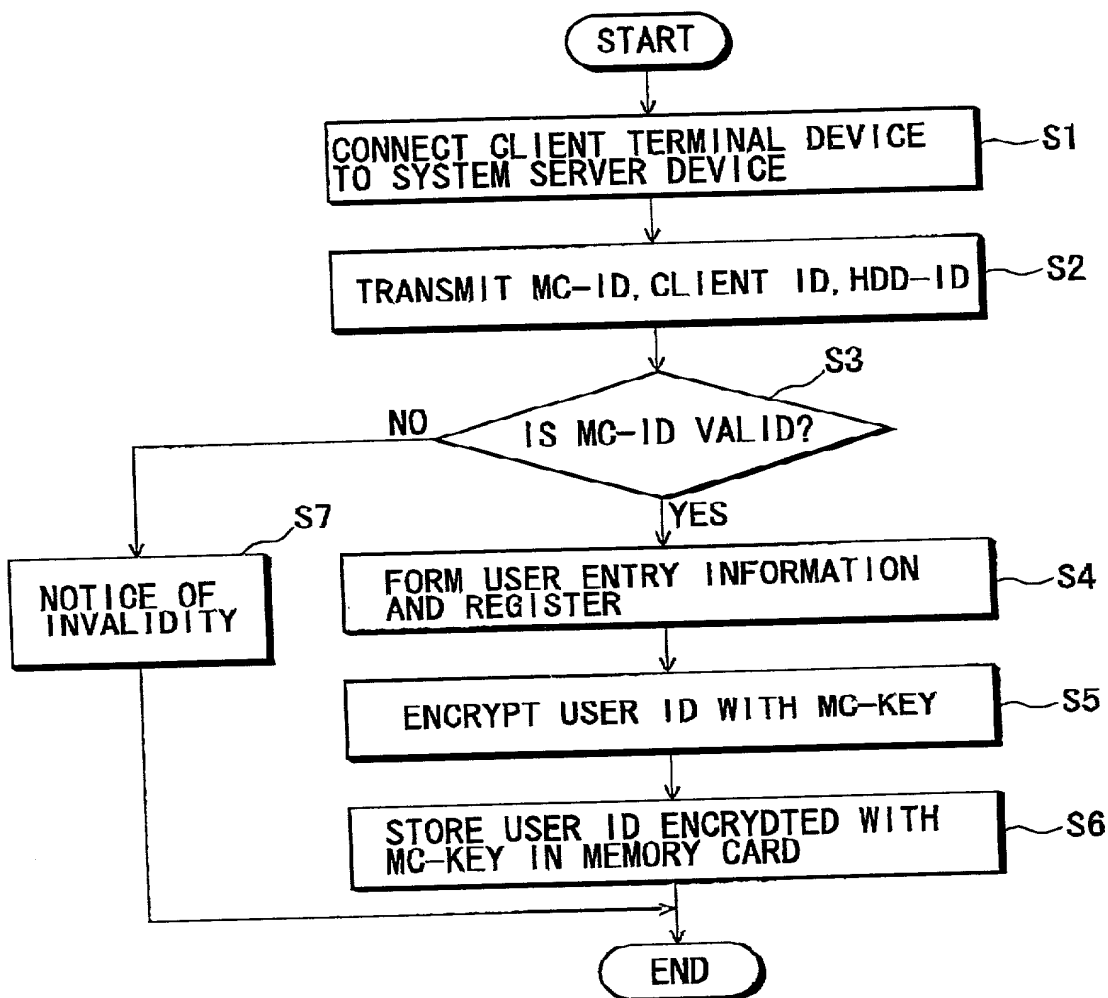 START
CONNECT CLIENT TERMINAL DEVICE
TO SYSTEM SERVER DEVICE
S1
TRANSMIT MC-ID, CLIENT ID, HDD-ID
S2
S3
IS MC-ID VALID?
NO
YES
S7
NOTICE OF
INVALIDITY
FORM USER ENTRY INFORMATION
AND REGISTER
S4
ENCRYPT USER ID WITH MC-KEY
S5
STORE USER ID ENCRYDTED WITH
MC-KEY IN MEMORY CARD
S6
END